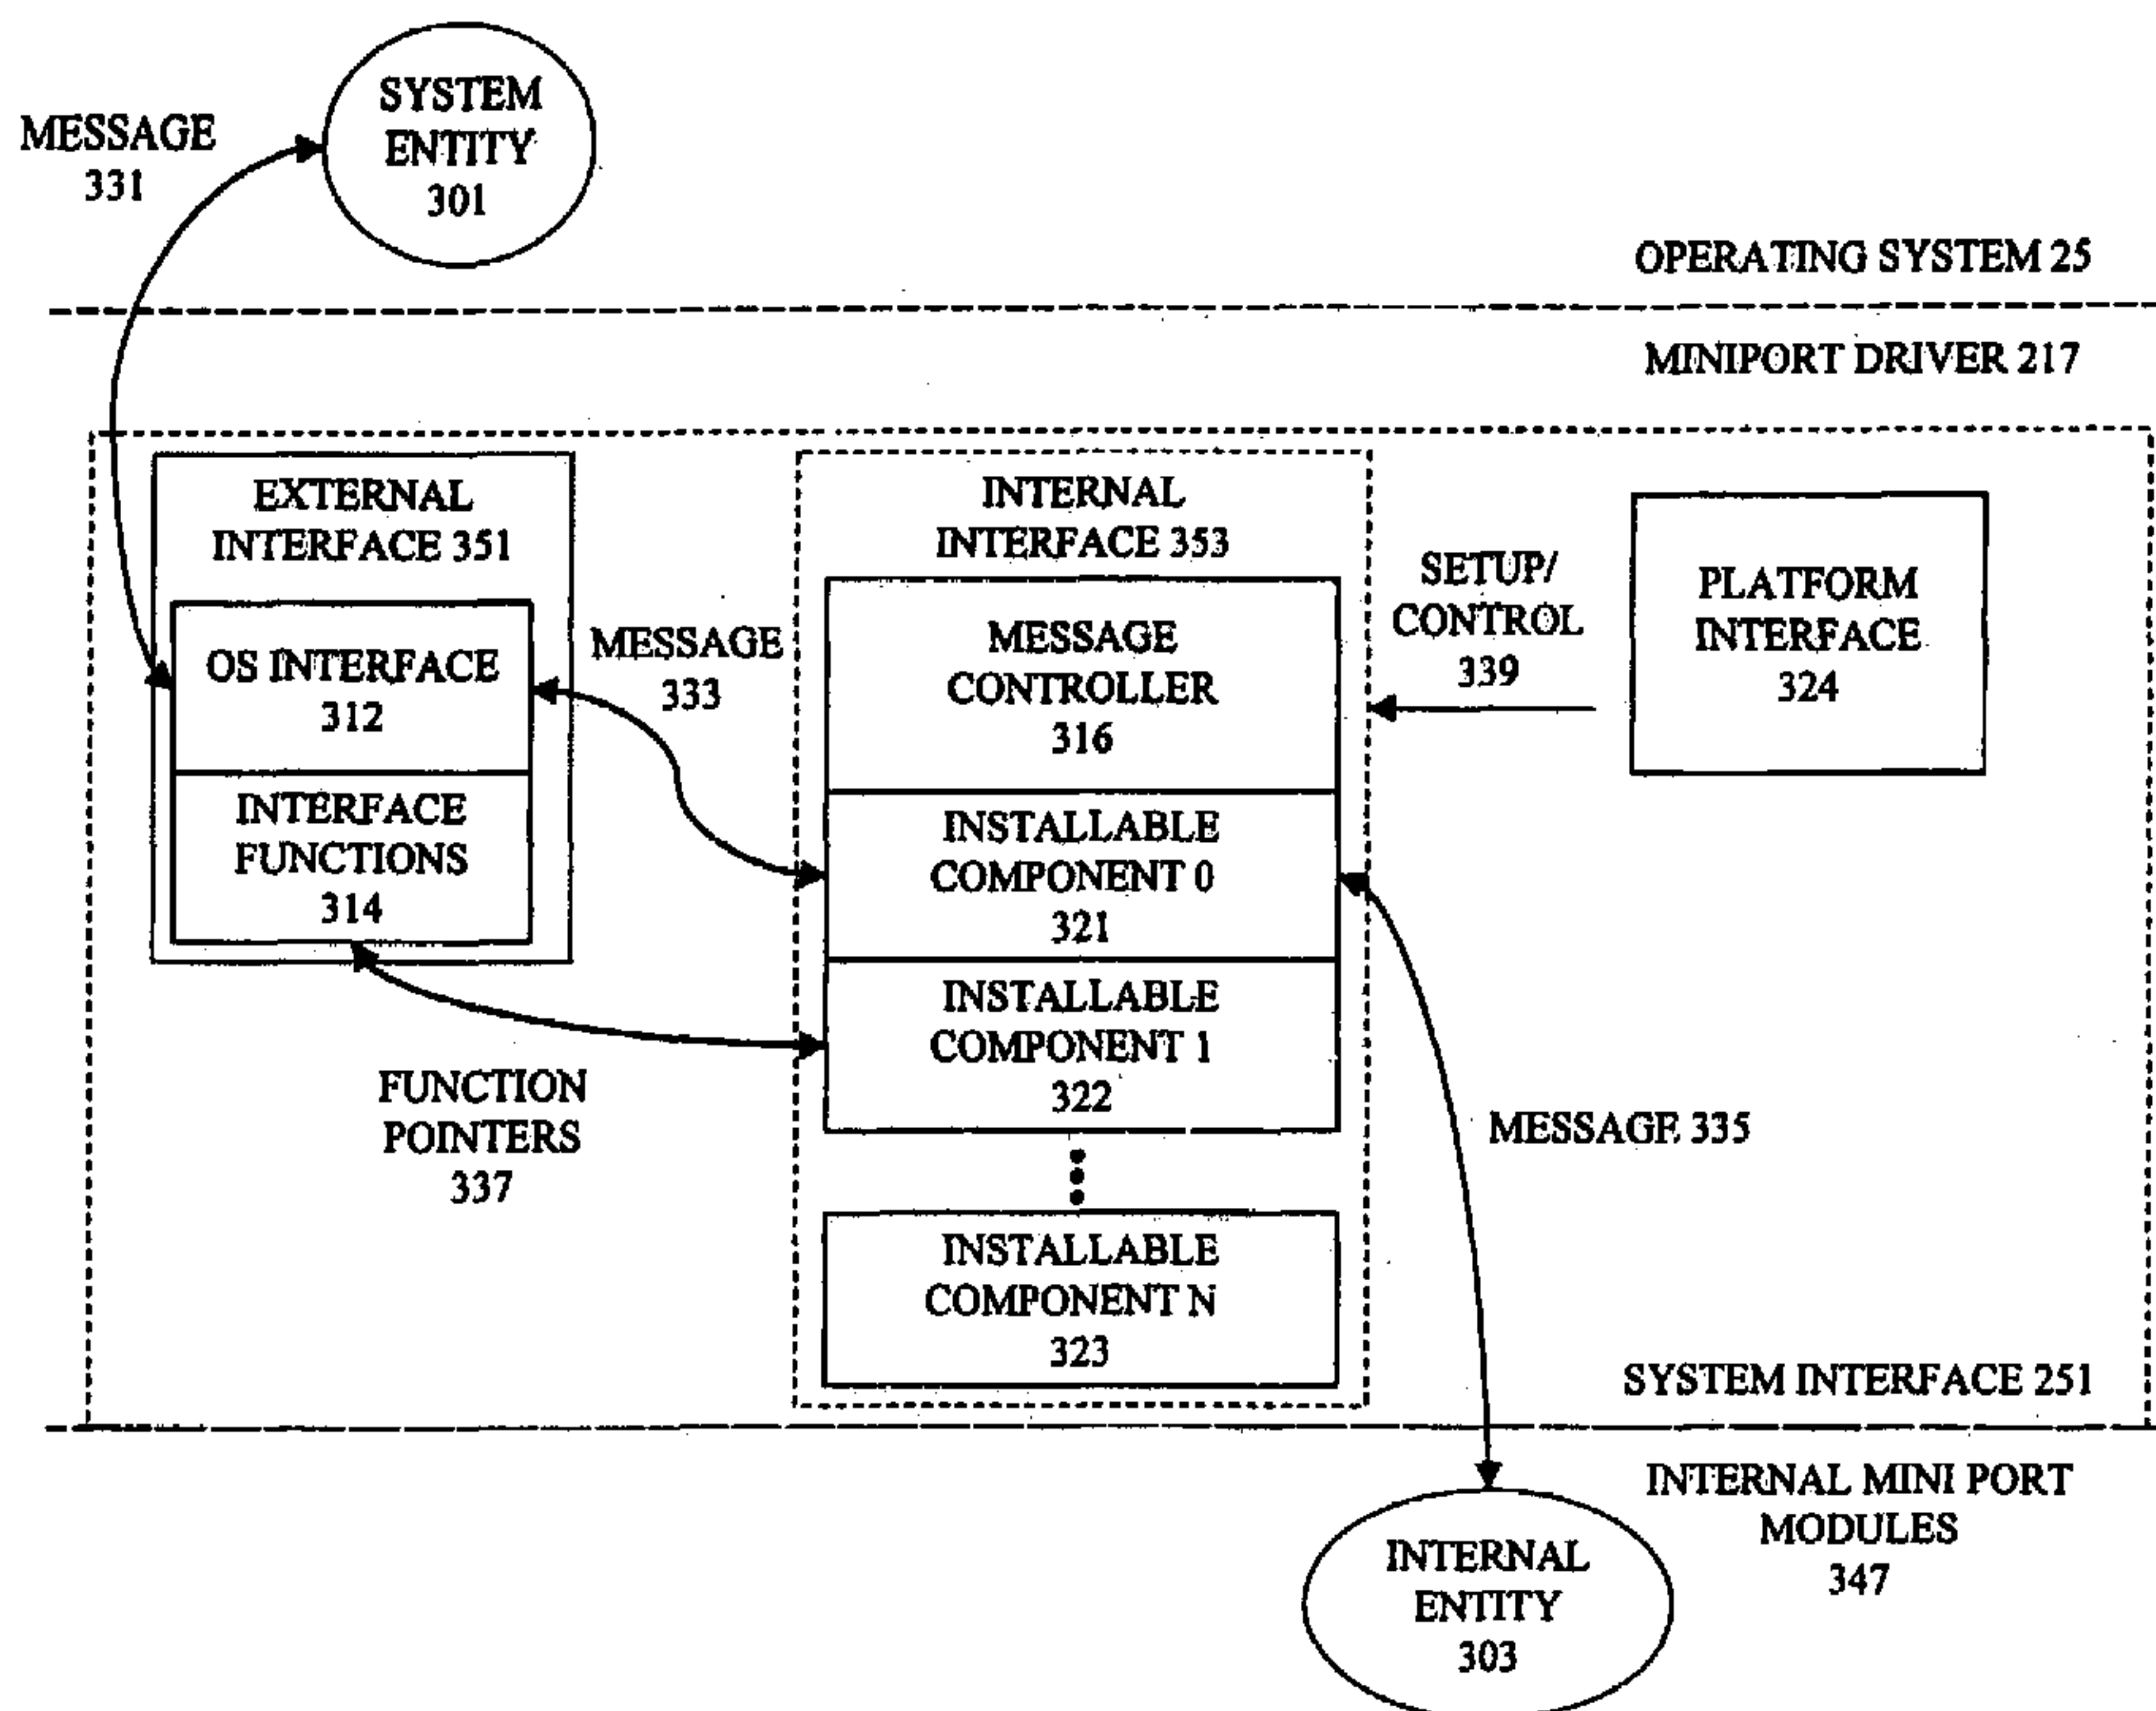 MESSAGE
331
SYSTEM
ENTITY
301
OPERATING SYSTEM 25
MINIPORT DRIVER 217
EXTERNAL
INTERFACE 351
OS INTERFACE
312
INTERFACE
FUNCTIONS
314
MESSAGE
333
INTERNAL
INTERFACE 353
MESSAGE
CONTROLLER
316
INSTALLABLE
COMPONENT 0
321
INSTALLABLE
COMPONENT 1
322
INSTALLABLE
COMPONENT N
323
SETUP/
CONTROL
339
PLATFORM
INTERFACE
324
FUNCTION
POINTERS
337
MESSAGE 335
SYSTEM INTERFACE 251
INTERNAL MINI PORT
MODULES
347
INTERNAL
ENTITY
303